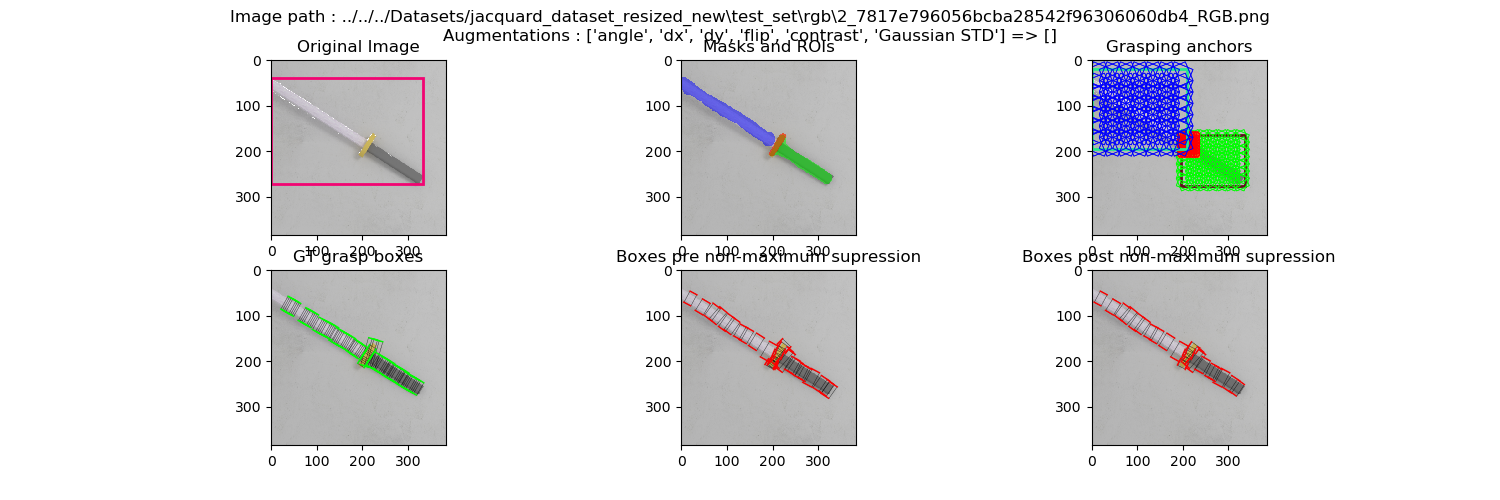 Image path : ../../../Datasets/jacquard_dataset_resized_new\test_set\rgb\2_7817e796056bcba28542f96306060db4_RGB.png
Augmentations : ['angle', 'dx', 'dy', 'flip', 'contrast', 'Gaussian STD'] => []
Original Image
Masks and ROIs
Grasping anchors
0
100
200
300
0 100 200 300
0
100
200
300
0 100 200 300
0
100
200
300
0 100 200 300
GT grasp boxes
Boxes pre non-maximum supression
Boxes post non-maximum supression
0
100
200
300
0 100 200 300
0
100
200
300
0 100 200 300
0
100
200
300
0 100 200 300